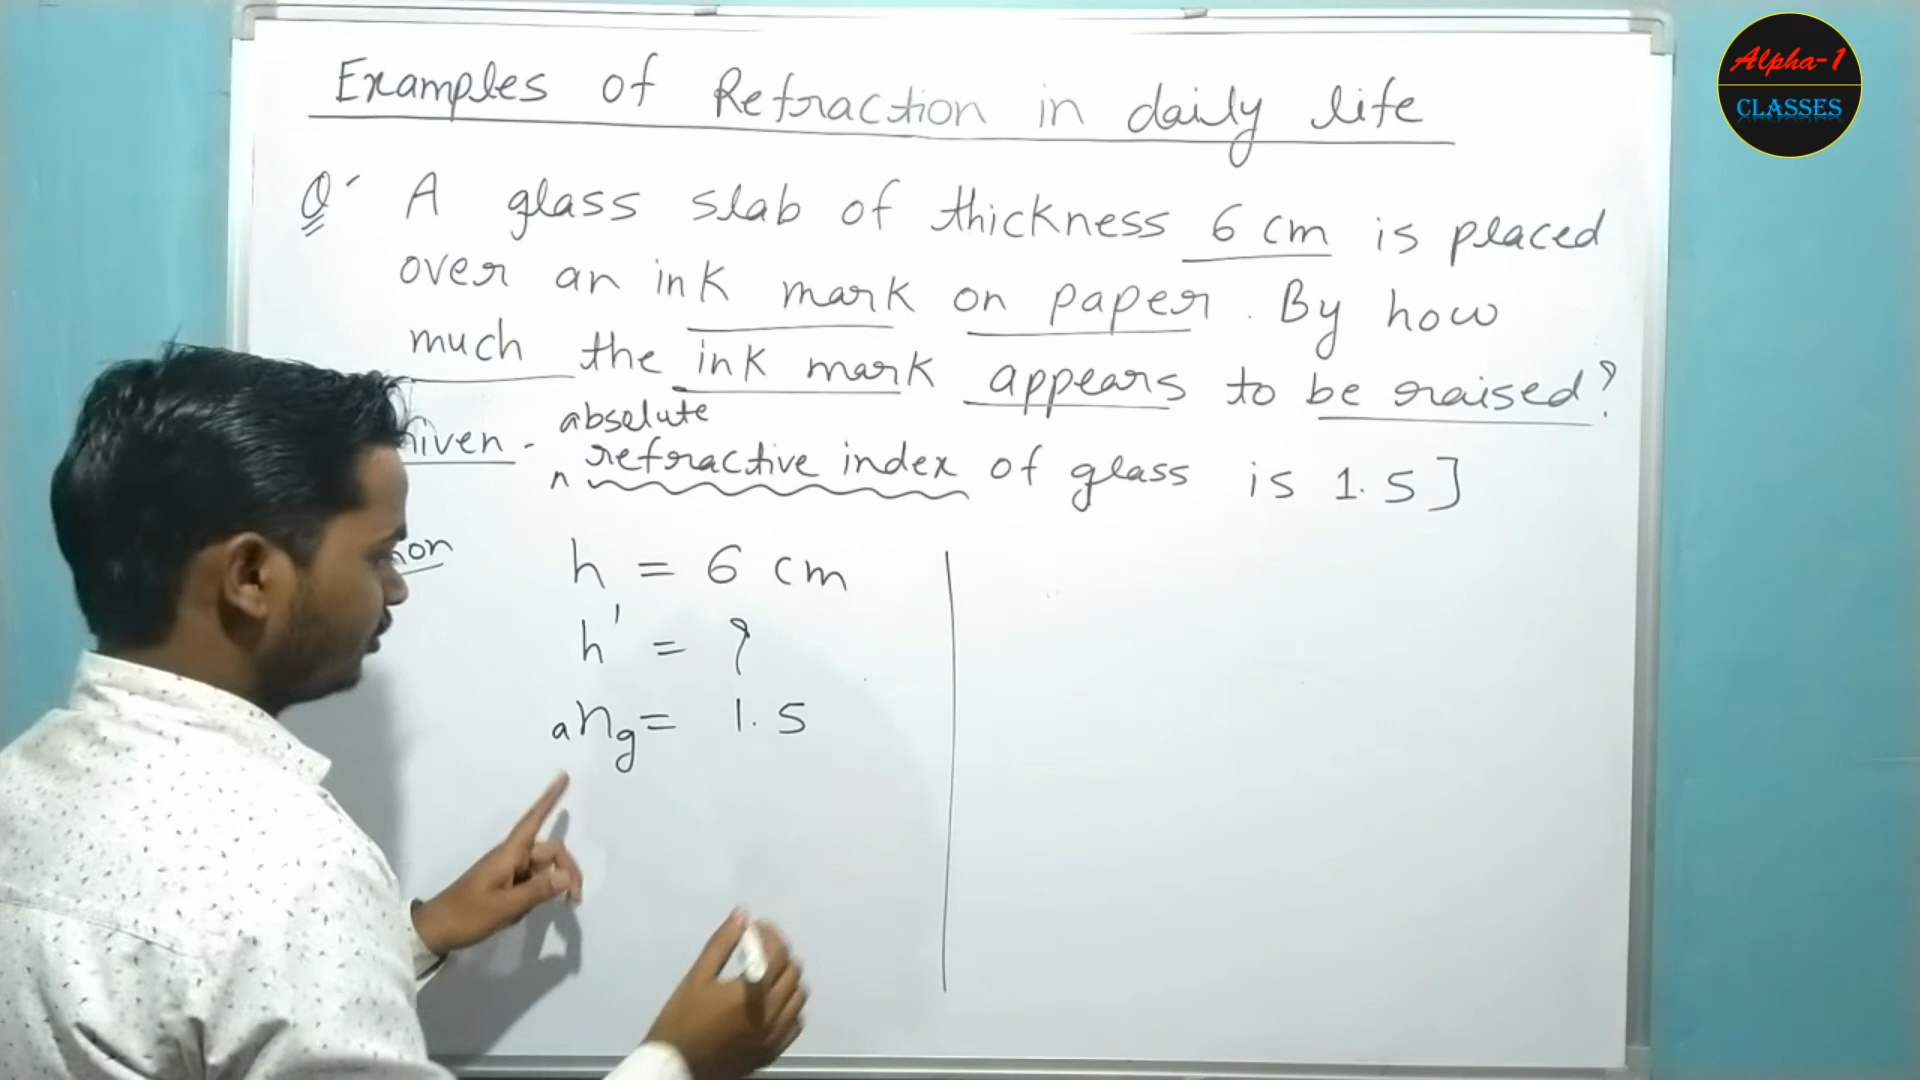 Examples of Refraction in daily life
Alpha-1
CLASSES
Q. A glass slab of thickness 6 cm is placed
over an ink mark on paper. By how
much the ink mark appears to be raised?
absolute
iven - refractive index of glass is 1.5]
h = 6 cm
h' = ?
ang = 1.5